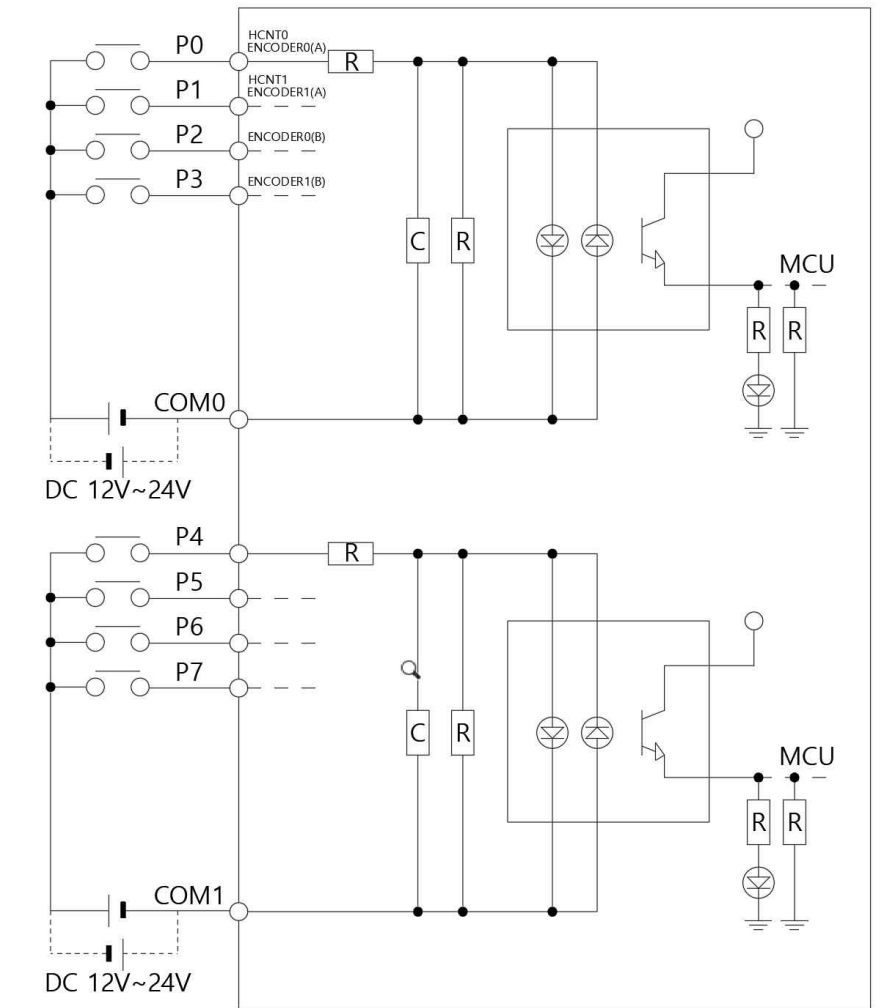 P0
HCNT0
ENCODER0(A)
R
P1
HCNT1
ENCODER1(A)
P2
ENCODER0(B)
P3
ENCODER1(B)
C
R
MCU
R
R
COM0
DC 12V~24V
P4
R
P5
P6
P7
C
R
MCU
R
R
COM1
DC 12V~24V